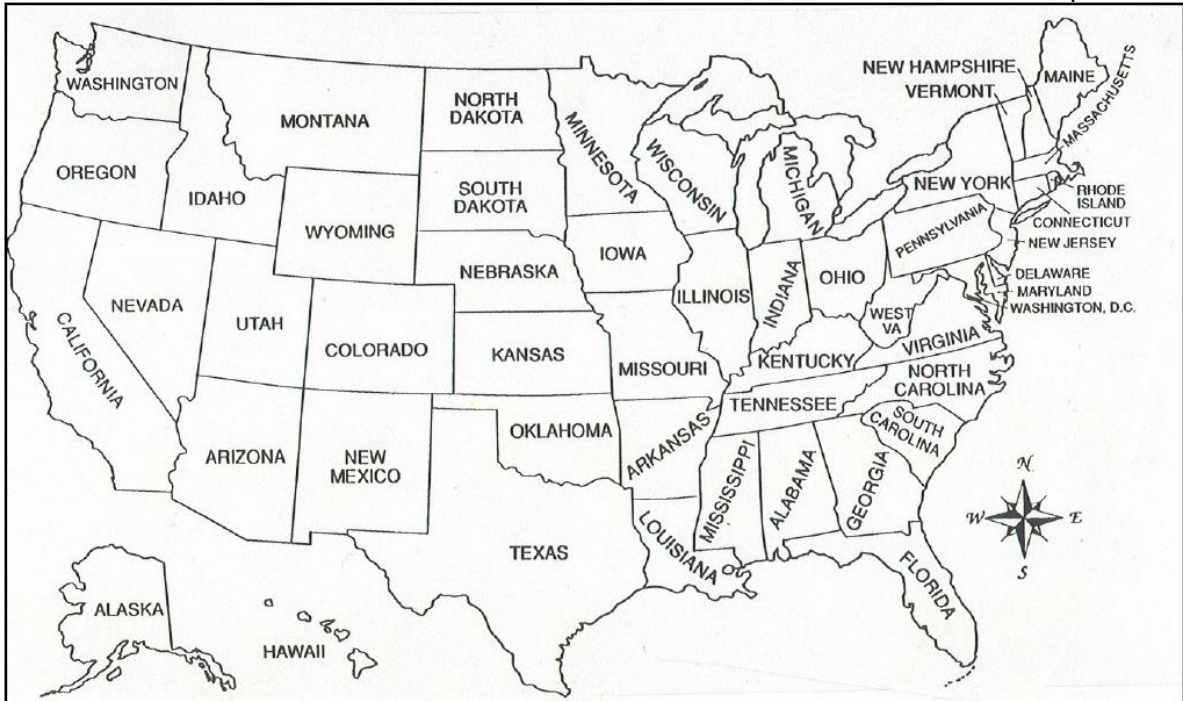 WASHINGTON
OREGON
IDAHO
MONTANA
WYOMING
NORTH
DAKOTA
SOUTH
DAKOTA
NEBRASKA
KANSAS
OKLAHOMA
TEXAS
NEW
MEXICO
COLORADO
UTAH
ARIZONA
NEVADA
CALIFORNIA
ALASKA
HAWAII
MINNESOTA
IOWA
MISSOURI
ARKANSAS
LOUISIANA
WISCONSIN
ILLINOIS
MICHIGAN
INDIANA
OHIO
KENTUCKY
TENNESSEE
MISSISSIPPI
ALABAMA
GEORGIA
FLORIDA
SOUTH
CAROLINA
NORTH
CAROLINA
VIRGINIA
WEST
VA
PENNSYLVANIA
NEW YORK
NEW HAMPSHIRE
VERMONT
MAINE
MASSACHUSETTS
RHODE
ISLAND
CONNECTICUT
NEW JERSEY
DELAWARE
MARYLAND
WASHINGTON, D.C.
N
W
E
S